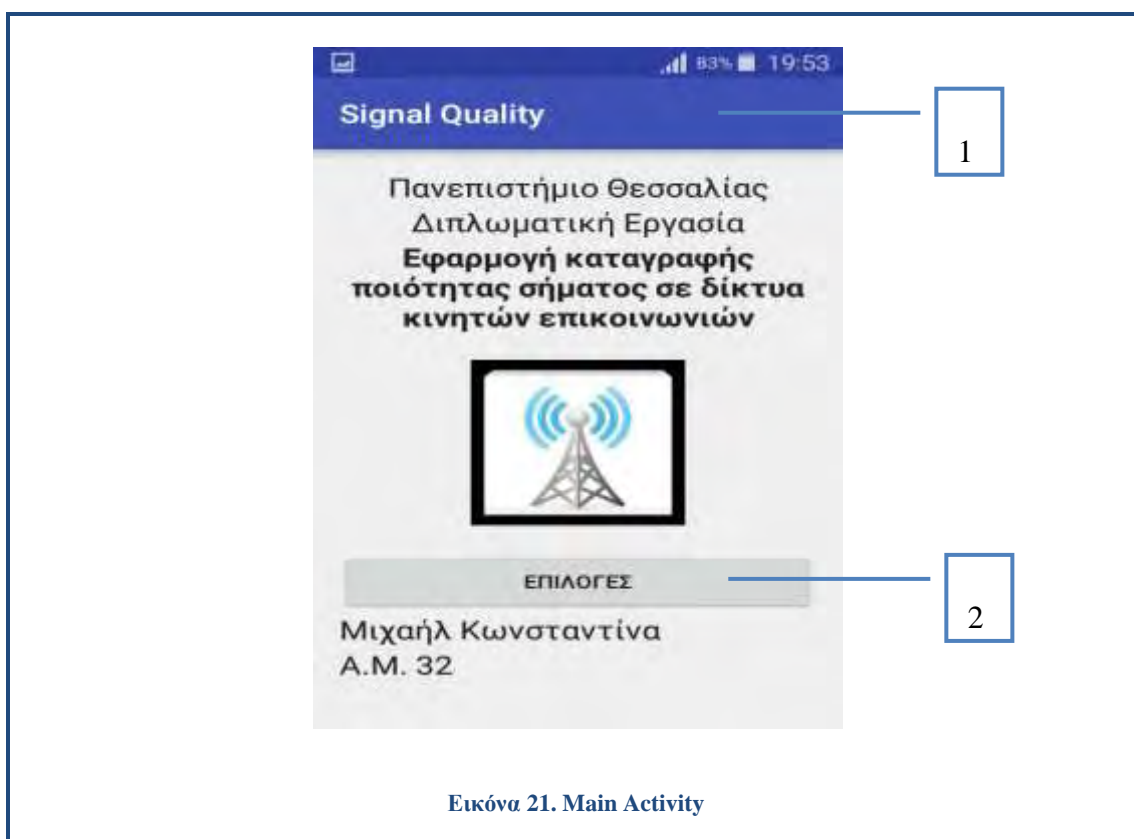 83% 19:53
Signal Quality
1
Πανεπιστήμιο Θεσσαλίας
Διπλωματική Εργασία
Εφαρμογή καταγραφής
ποιότητας σήματος σε δίκτυα
κινητών επικοινωνιών
ΕΠΙΛΟΓΕΣ
2
Μιχαήλ Κωνσταντίνα
Α.Μ. 32
Εικόνα 21. Main Activity